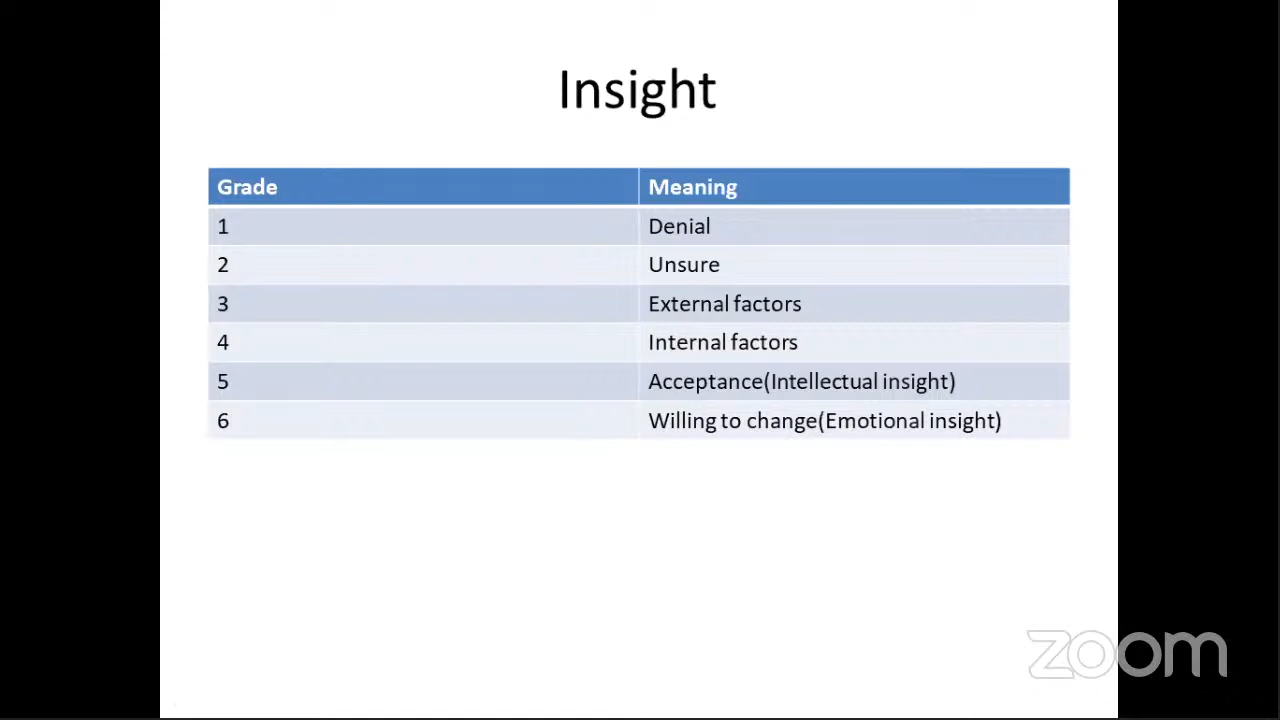 Insight
Grade Meaning
1 Denial
2 Unsure
3 External factors
4 Internal factors
5 Acceptance(Intellectual insight)
6 Willing to change(Emotional insight)
zoom